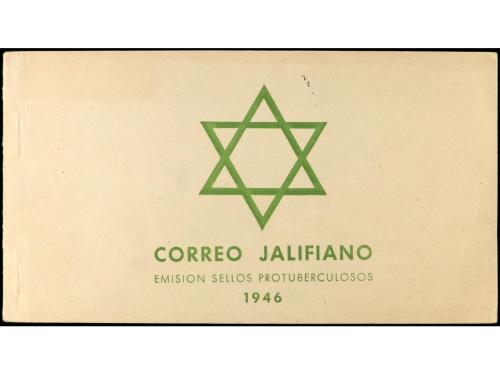 CORREO JALIFIANO
EMISION SELLOS PROTUBERCULOSOS
1946